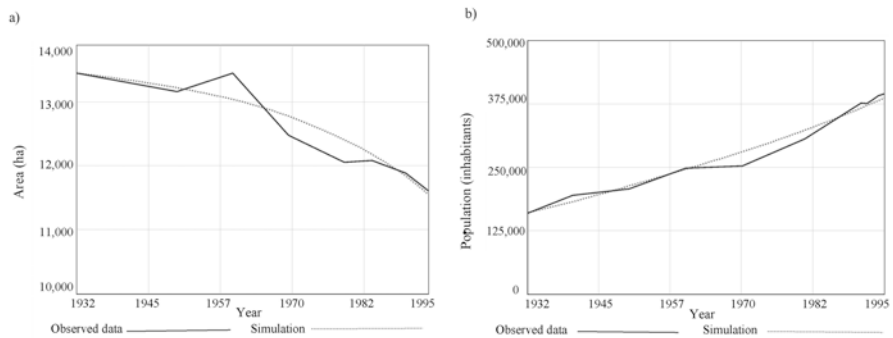 a)
14,000
13,000
12,000
11,000
10,000
Area (ha)
1932 1945 1957 1970 1982 1995
Year
Observed data Simulation
b)
500,000
375,000
250,000
125,000
0
Population (inhabitants)
1932 1945 1957 1970 1982 1995
Year
Observed data Simulation